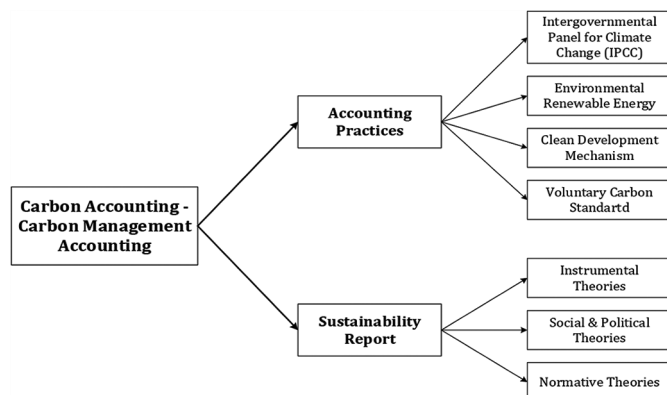 Intergovernmental
Panel for Climate
Change (IPCC)
Environmental
Renewable Energy
Accounting
Practices
Clean Development
Mechanism
Voluntary Carbon
Standartd
Carbon Accounting -
Carbon Management
Accounting
Instrumental
Theories
Sustainability
Report
Social & Political
Theories
Normative Theories